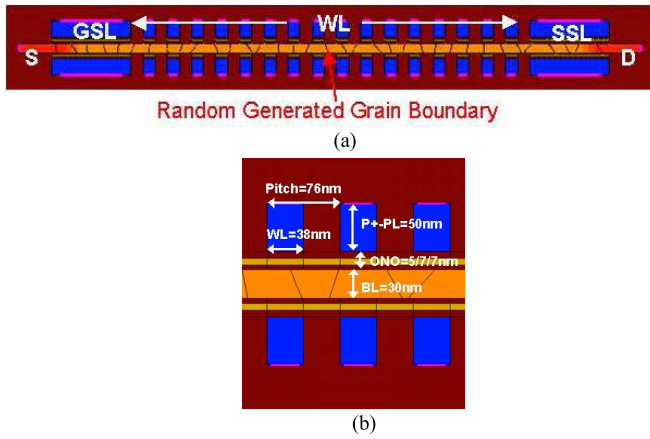 GSL WL SSL
S D
Random Generated Grain Boundary
(a)
Pitch=76nm
P+-PL=50nm
WL=38nm
ONO=5/7/7nm
BL=30nm
(b)